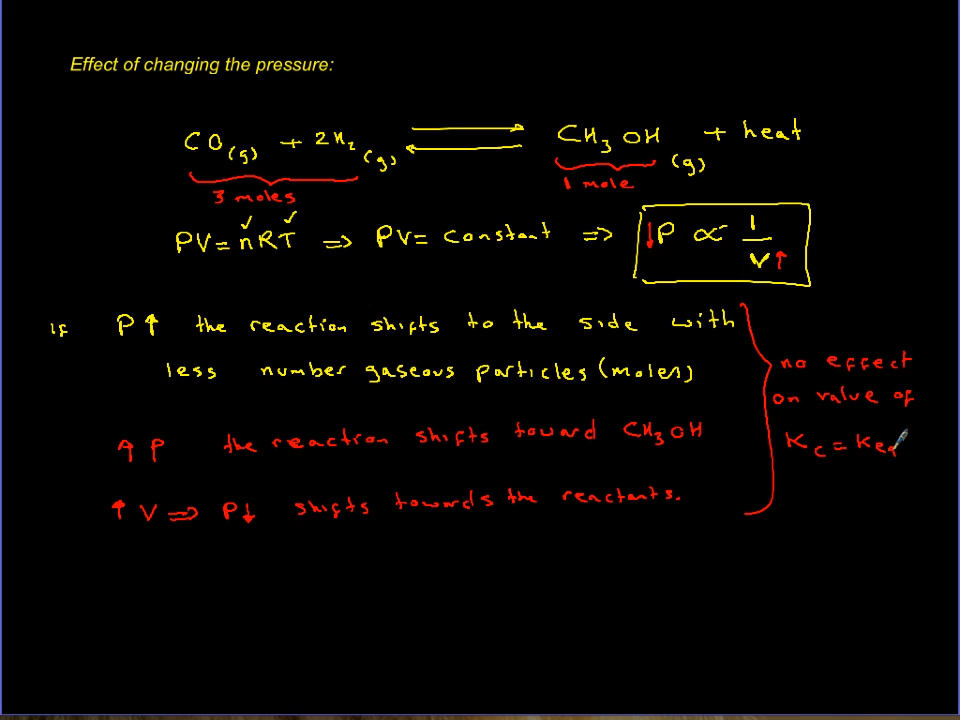 Effect of changing the pressure:
CO(g) + 2H2(g) ⇌ CH3OH(g) + heat
3 moles 1 mole
PV = nRT ⇒ PV = constant ⇒ ↓P ∝ 1/V↑
If P↑ the reaction shifts to the side with
less number gaseous particles (moles)
↑P the reaction shifts toward CH3OH
↑V ⇒ P↓ shifts towards the reactants.
no effect
on value of
Kc = Keq